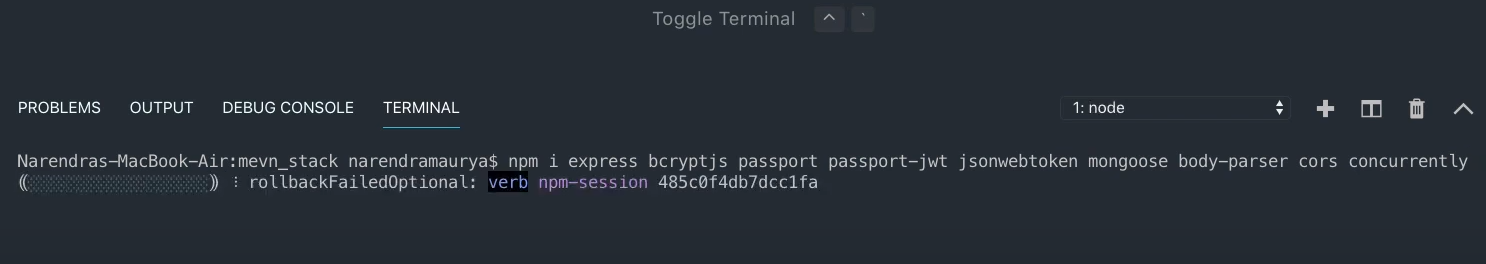 Toggle Terminal ^ `
PROBLEMS OUTPUT DEBUG CONSOLE TERMINAL 1: node
Narendras-MacBook-Air:mevn_stack narendramaurya$ npm i express bcryptjs passport passport-jwt jsonwebtoken mongoose body-parser cors concurrently
((░░░░░░░░░░░░░░░░░░)) ⸽ rollbackFailedOptional: verb npm-session 485c0f4db7dcc1fa